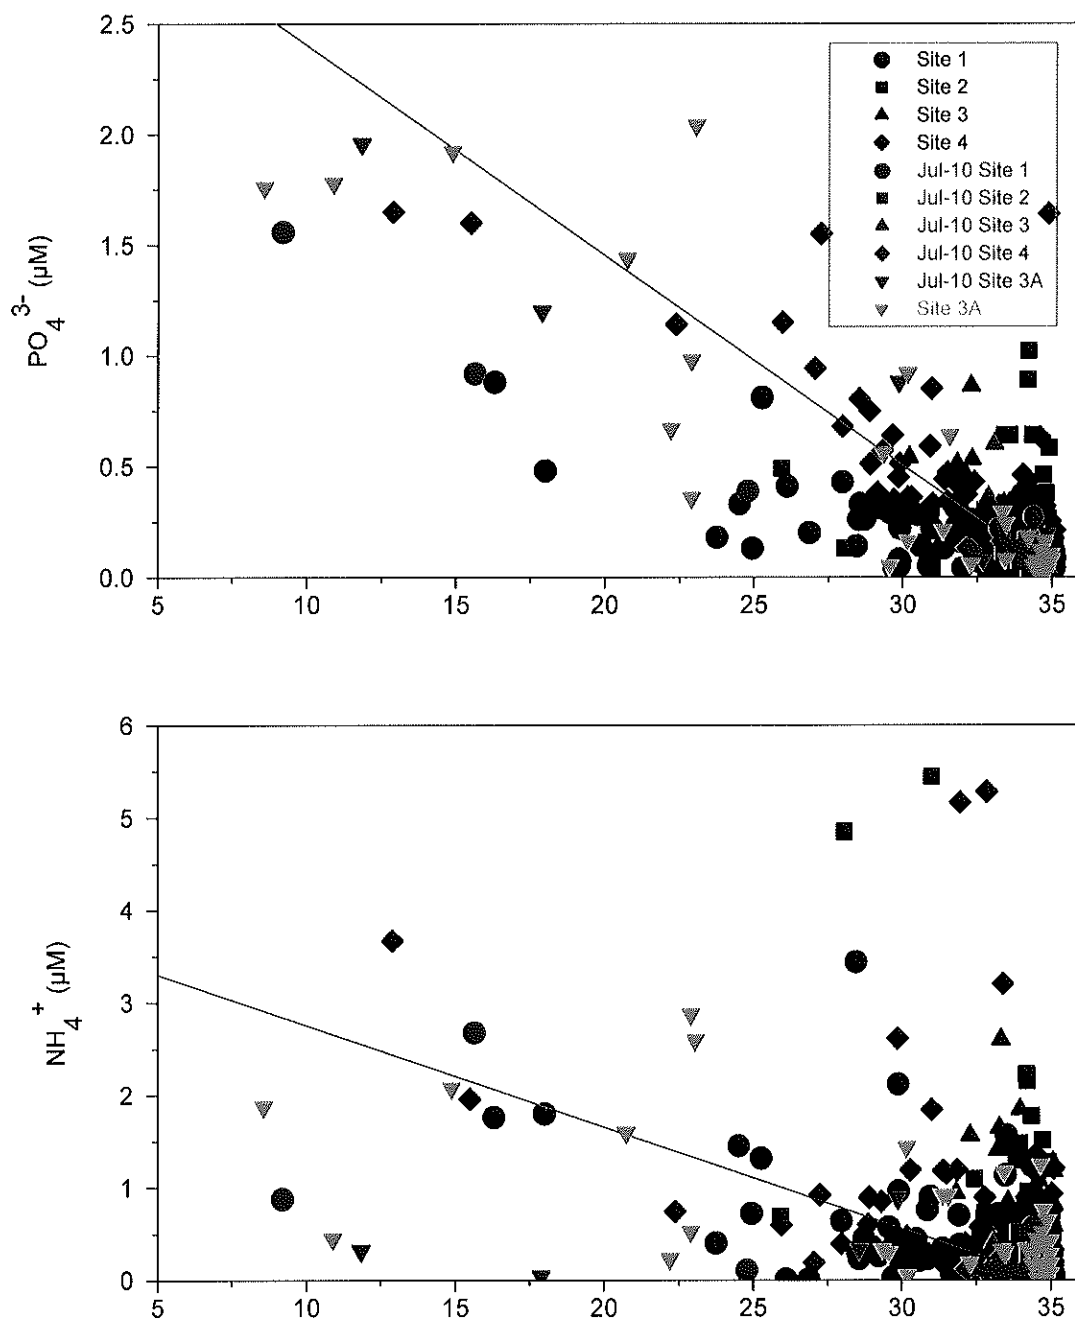 2.5
2.0
1.5
1.0
0.5
0.0
PO₄³⁻ (µM)
Site 1
Site 2
Site 3
Site 4
Jul-10 Site 1
Jul-10 Site 2
Jul-10 Site 3
Jul-10 Site 4
Jul-10 Site 3A
Site 3A
5 10 15 20 25 30 35
6
5
4
3
2
1
0
NH₄⁺ (µM)
5 10 15 20 25 30 35